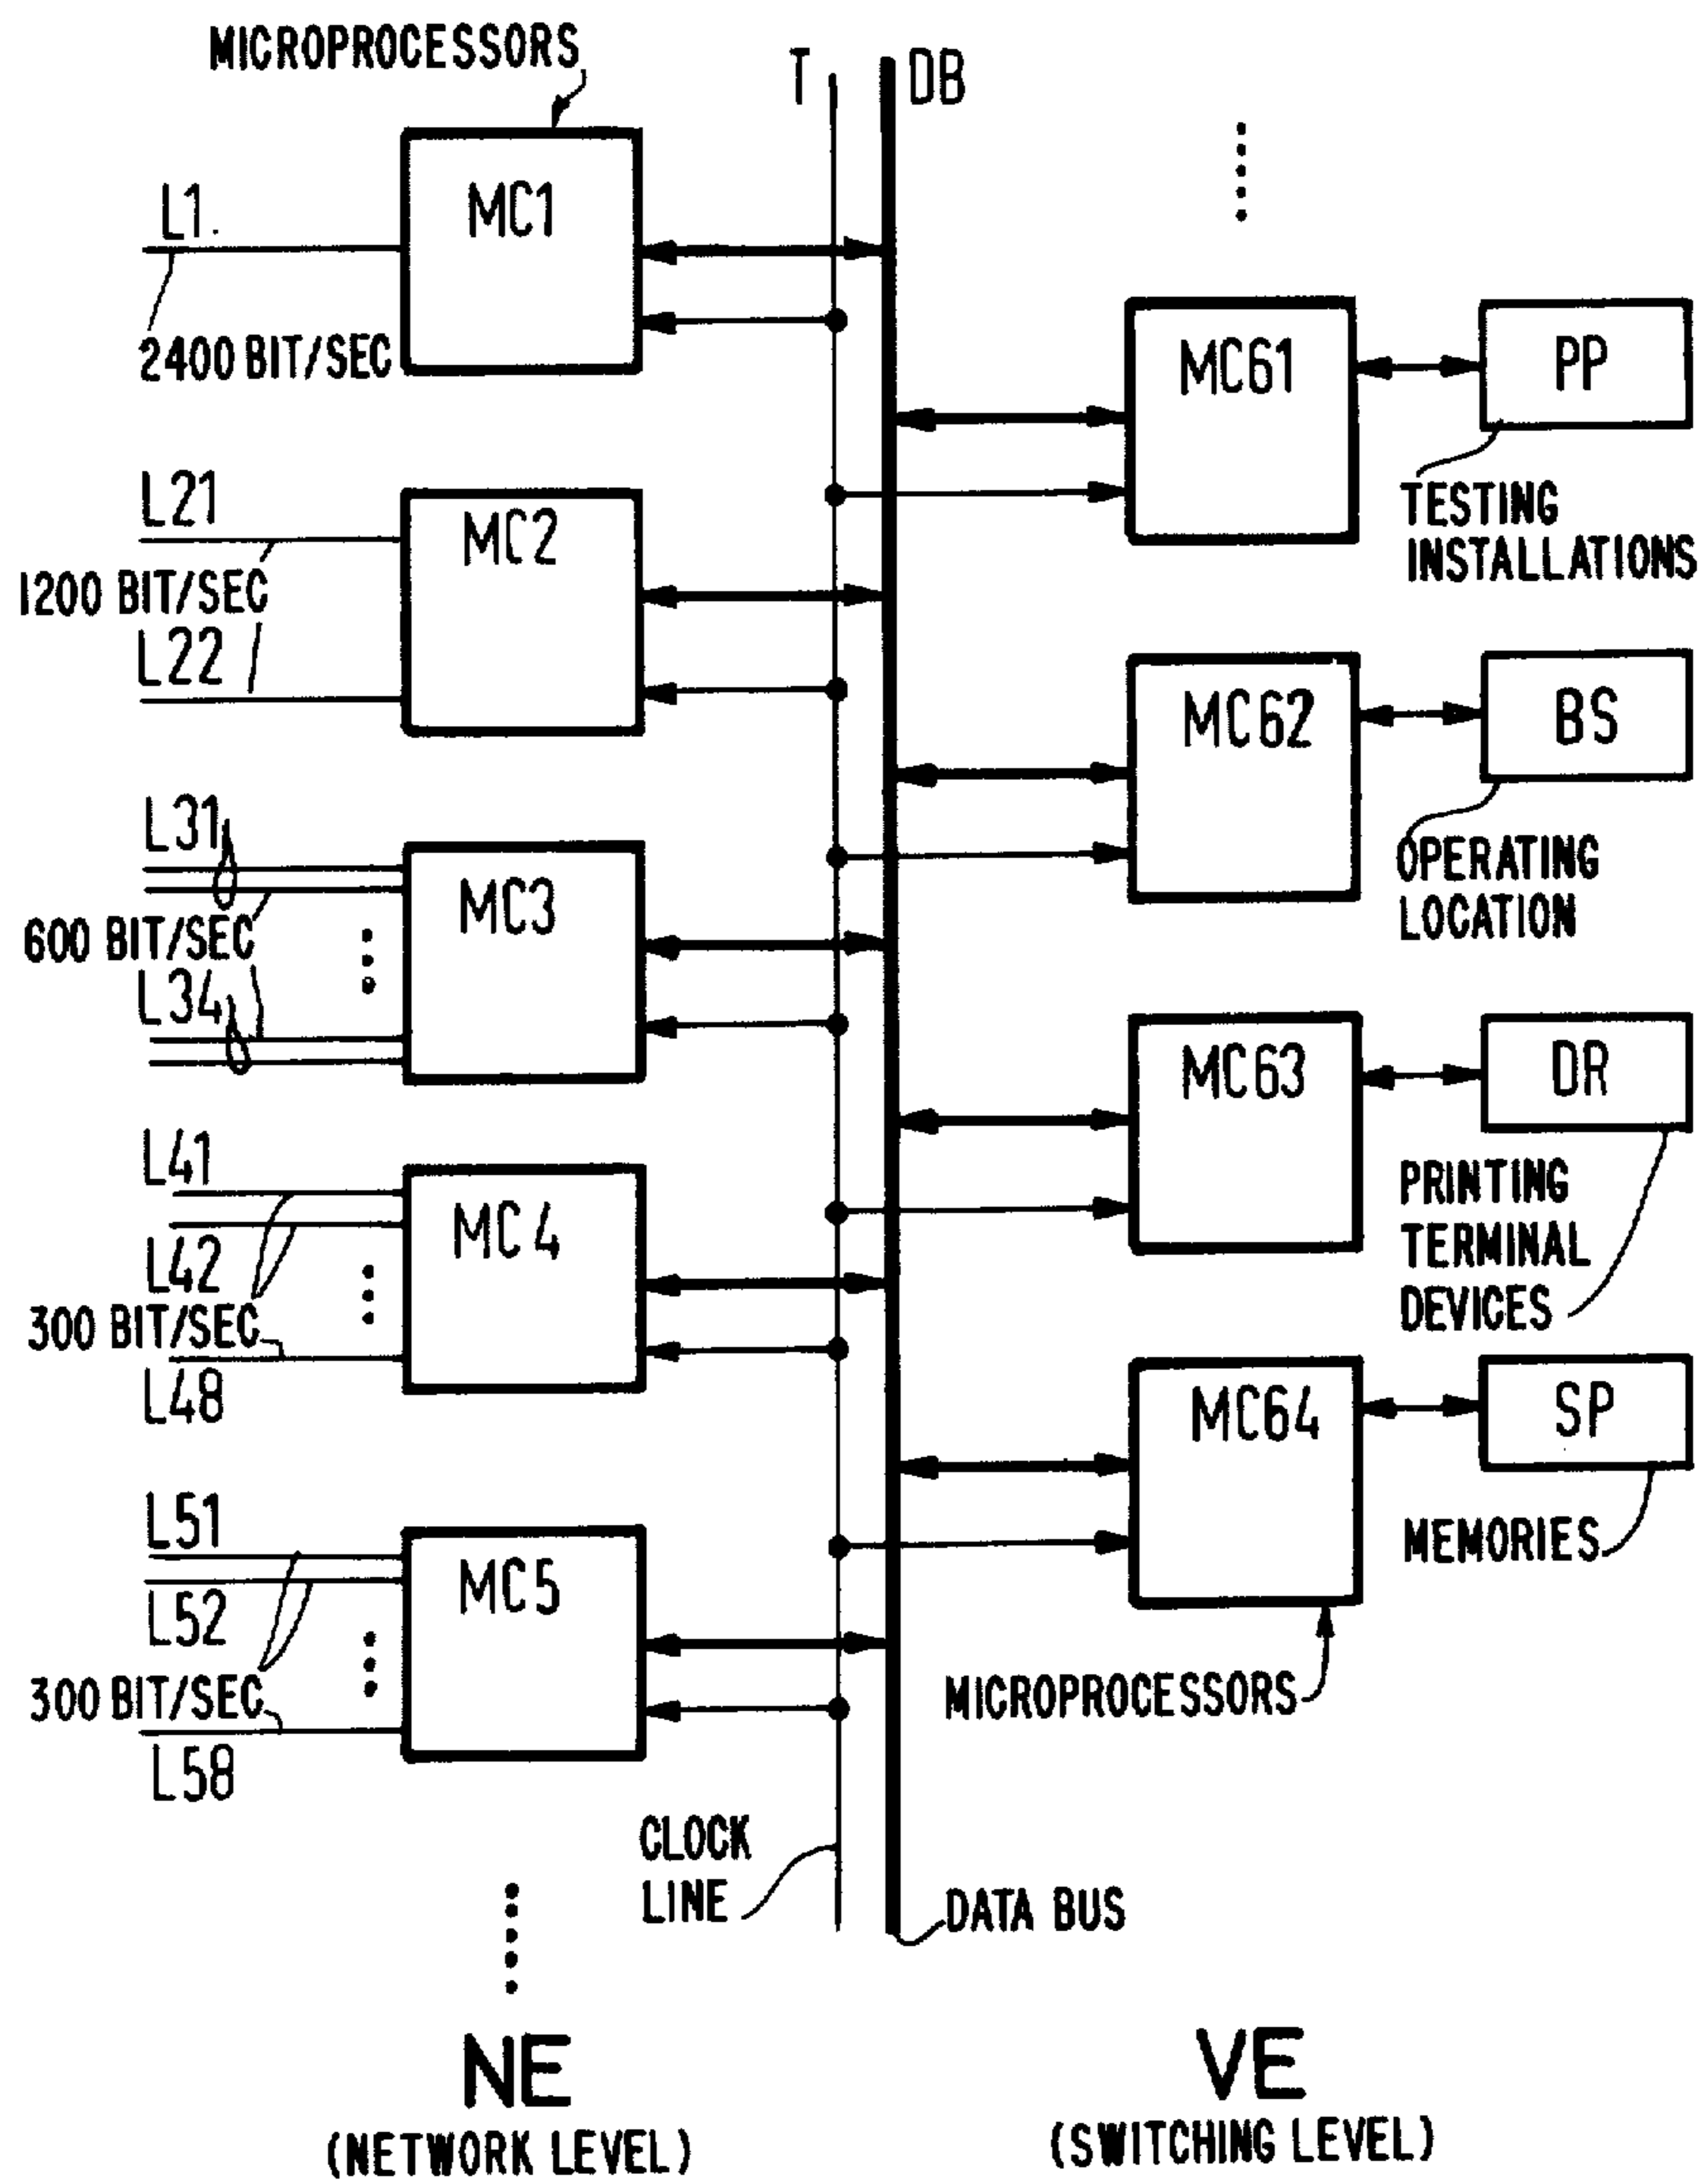 MICROPROCESSORS
T
DB
L1.
MC1
2400 BIT/SEC
MC61
PP
TESTING
INSTALLATIONS
L21
MC2
1200 BIT/SEC
L22
MC62
BS
OPERATING
LOCATION
L31
MC3
600 BIT/SEC
L34
MC63
DR
PRINTING
TERMINAL
DEVICES
L41
MC4
L42
300 BIT/SEC
L48
MC64
SP
MEMORIES
L51
MC5
L52
300 BIT/SEC
L58
MICROPROCESSORS
CLOCK
LINE
DATA BUS
NE
(NETWORK LEVEL)
VE
(SWITCHING LEVEL)